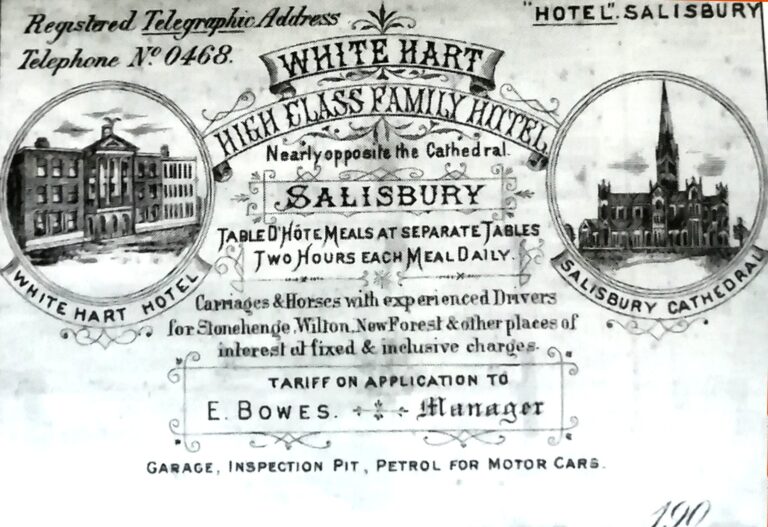 Registered Telegraphic Address "HOTEL". SALISBURY
Telephone No. 0468.
WHITE HART
HIGH CLASS FAMILY HOTEL
Nearly opposite the Cathedral.
SALISBURY
TABLE D'HÔTE MEALS AT SEPARATE TABLES
TWO HOURS EACH MEAL DAILY.
WHITE HART HOTEL
SALISBURY CATHEDRAL
Carriages & Horses with experienced Drivers
for Stonehenge, Wilton, New Forest & other places of
interest at fixed & inclusive charges.
TARIFF ON APPLICATION TO
E. BOWES. Manager
GARAGE, INSPECTION PIT, PETROL FOR MOTOR CARS.
190